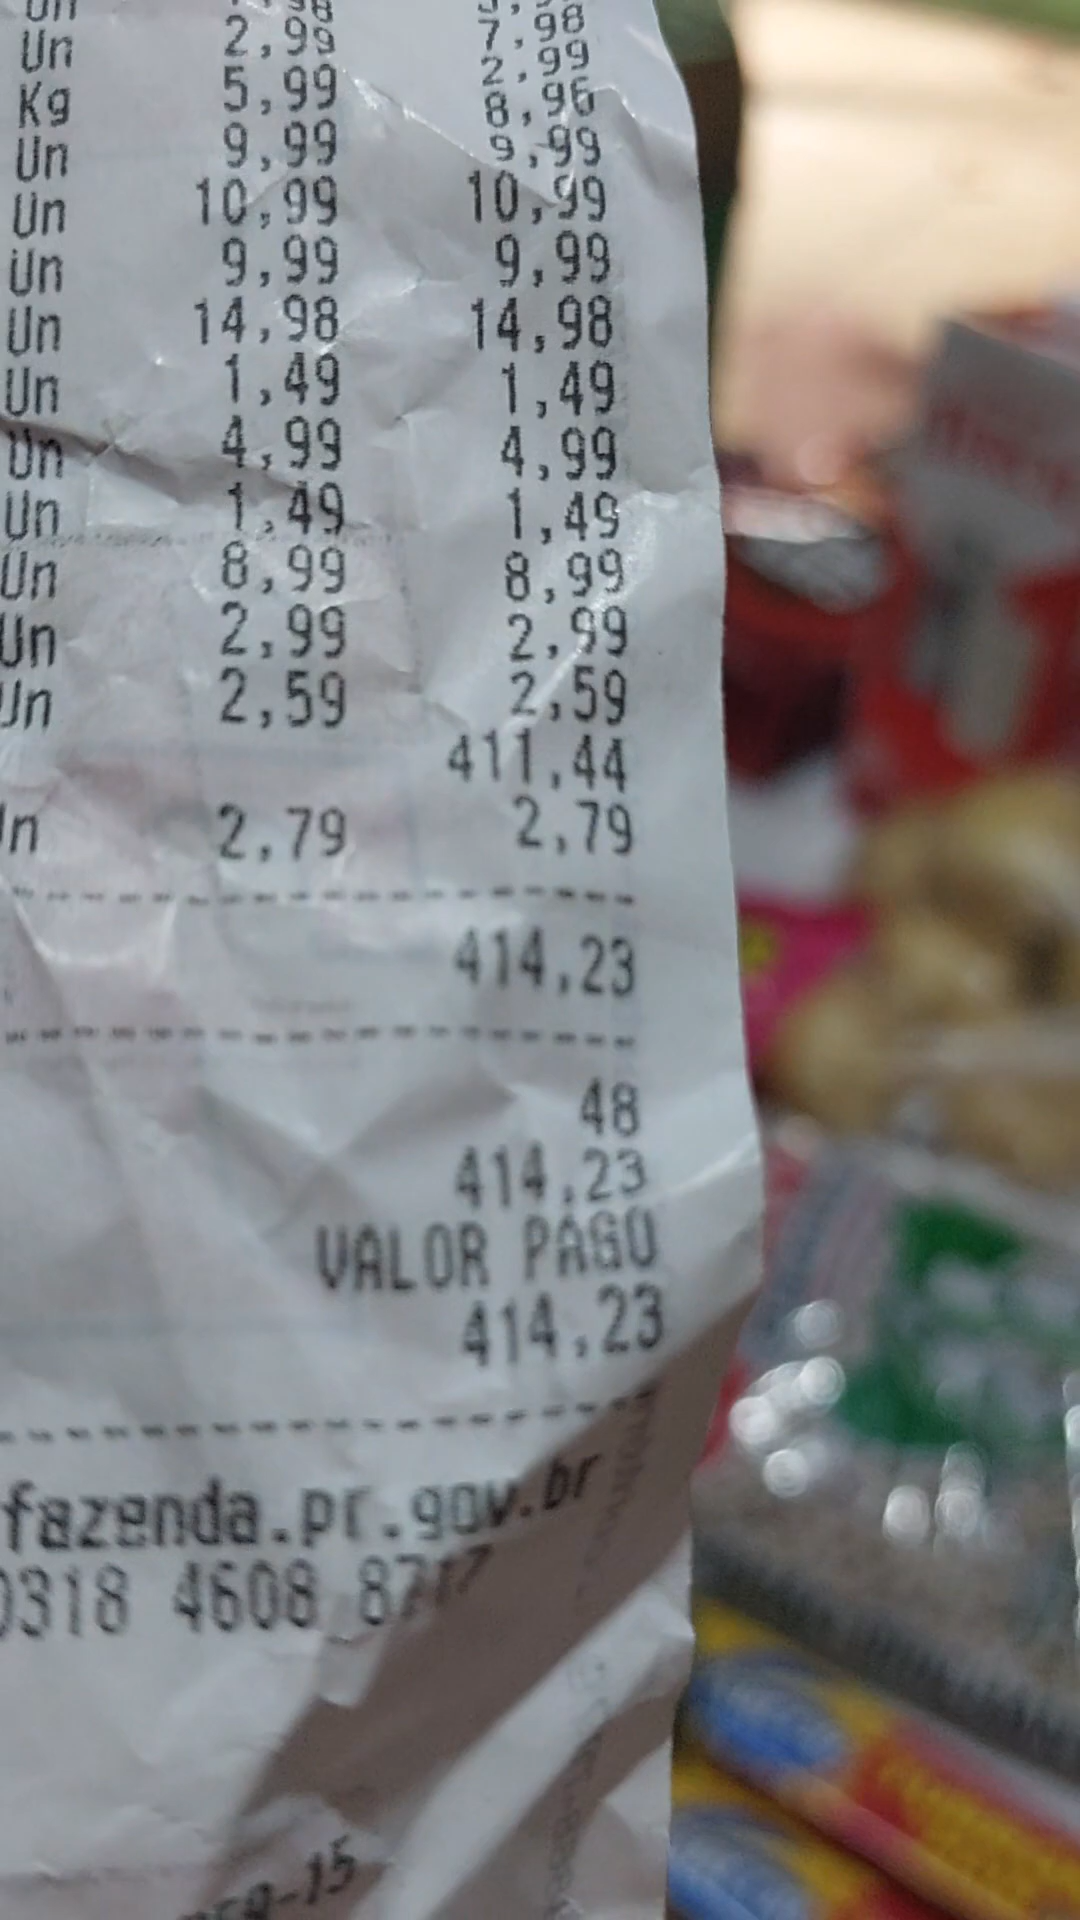 Un 2,99 7,98
Kg 5,99 2,99
Un 9,99 8,96
Un 10,99 9,99
Un 9,99 10,99
Un 14,98 9,99
Un 1,49 14,98
Un 4,99 1,49
Un 1,49 4,99
Un 8,99 1,49
Un 2,99 8,99
Un 2,59 2,99
2,59
411,44
2,79 2,79
414,23
48
414,23
VALOR PAGO
414,23
fazenda.pr.gov.br
0318 4608